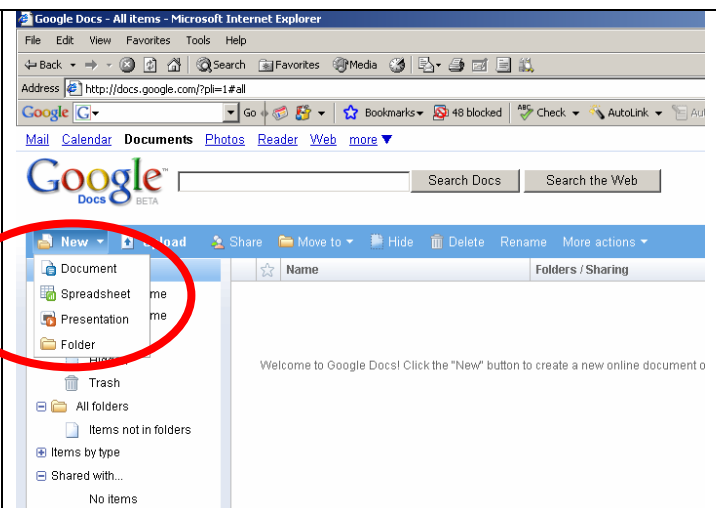 Google Docs - All items - Microsoft Internet Explorer
File Edit View Favorites Tools Help
Back Search Favorites Media
Address http://docs.google.com/?pli=1#all
Google G Go Bookmarks 48 blocked ABC Check AutoLink
Mail Calendar Documents Photos Reader Web more
Google Docs BETA Search Docs Search the Web
New Upload Share Move to Hide Delete Rename More actions
Document Name Folders / Sharing
Spreadsheet me
Presentation me
Folder
Welcome to Google Docs! Click the "New" button to create a new online document
Trash
All folders
Items not in folders
Items by type
Shared with...
No items